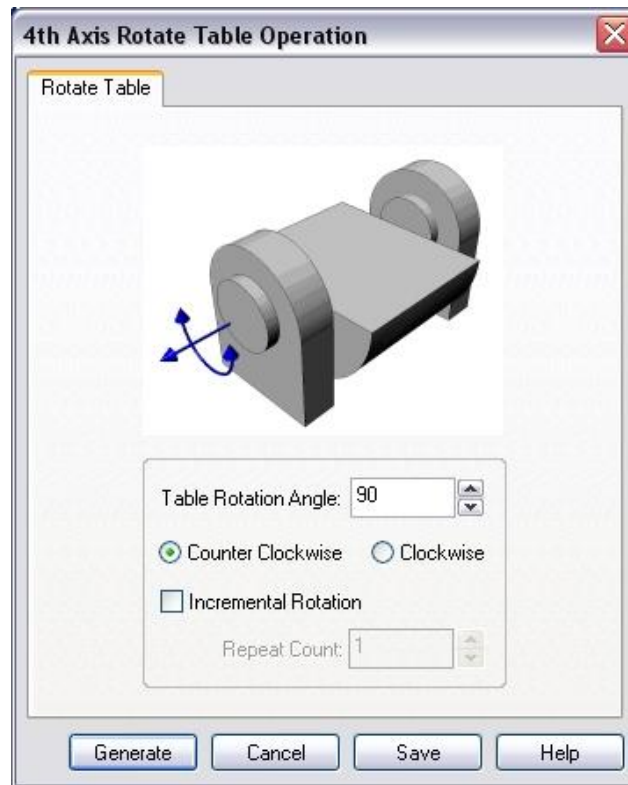 4th Axis Rotate Table Operation
Rotate Table
Table Rotation Angle: 90
Counter Clockwise Clockwise
Incremental Rotation
Repeat Count: 1
Generate Cancel Save Help